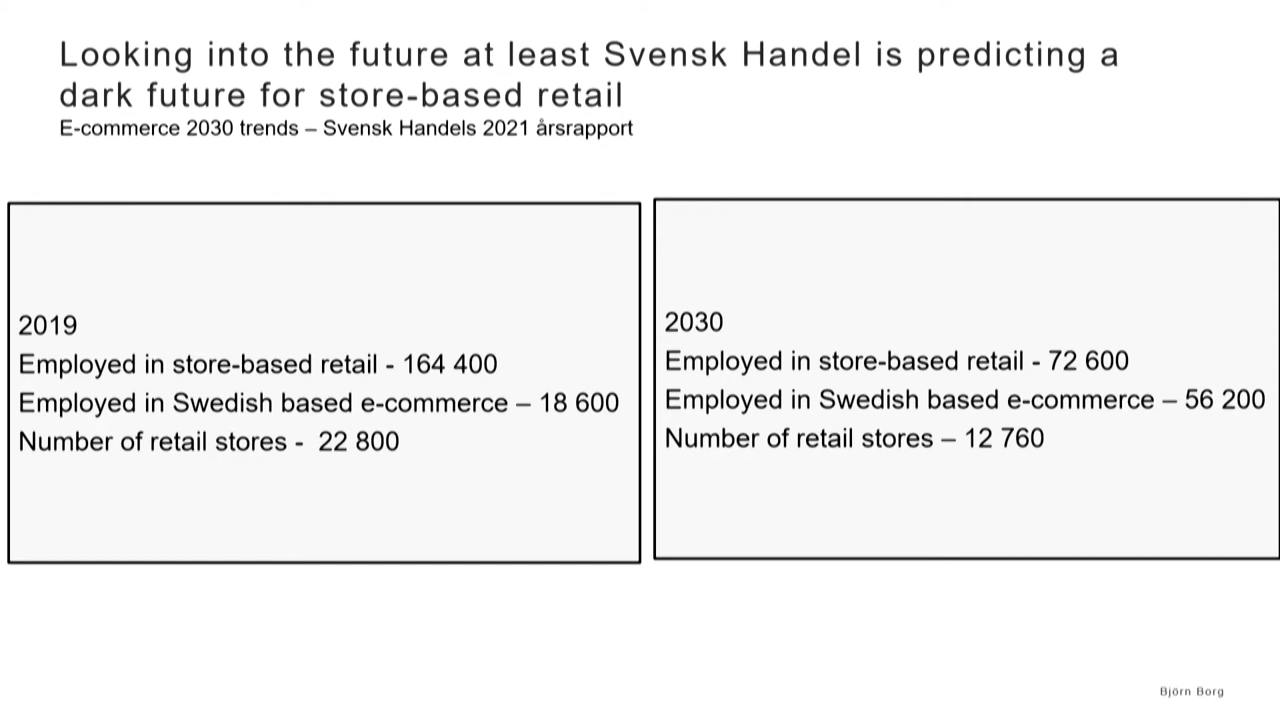 Looking into the future at least Svensk Handel is predicting a
dark future for store-based retail
E-commerce 2030 trends – Svensk Handels 2021 årsrapport
2019
Employed in store-based retail - 164 400
Employed in Swedish based e-commerce – 18 600
Number of retail stores -  22 800
2030
Employed in store-based retail - 72 600
Employed in Swedish based e-commerce – 56 200
Number of retail stores – 12 760
Björn Borg